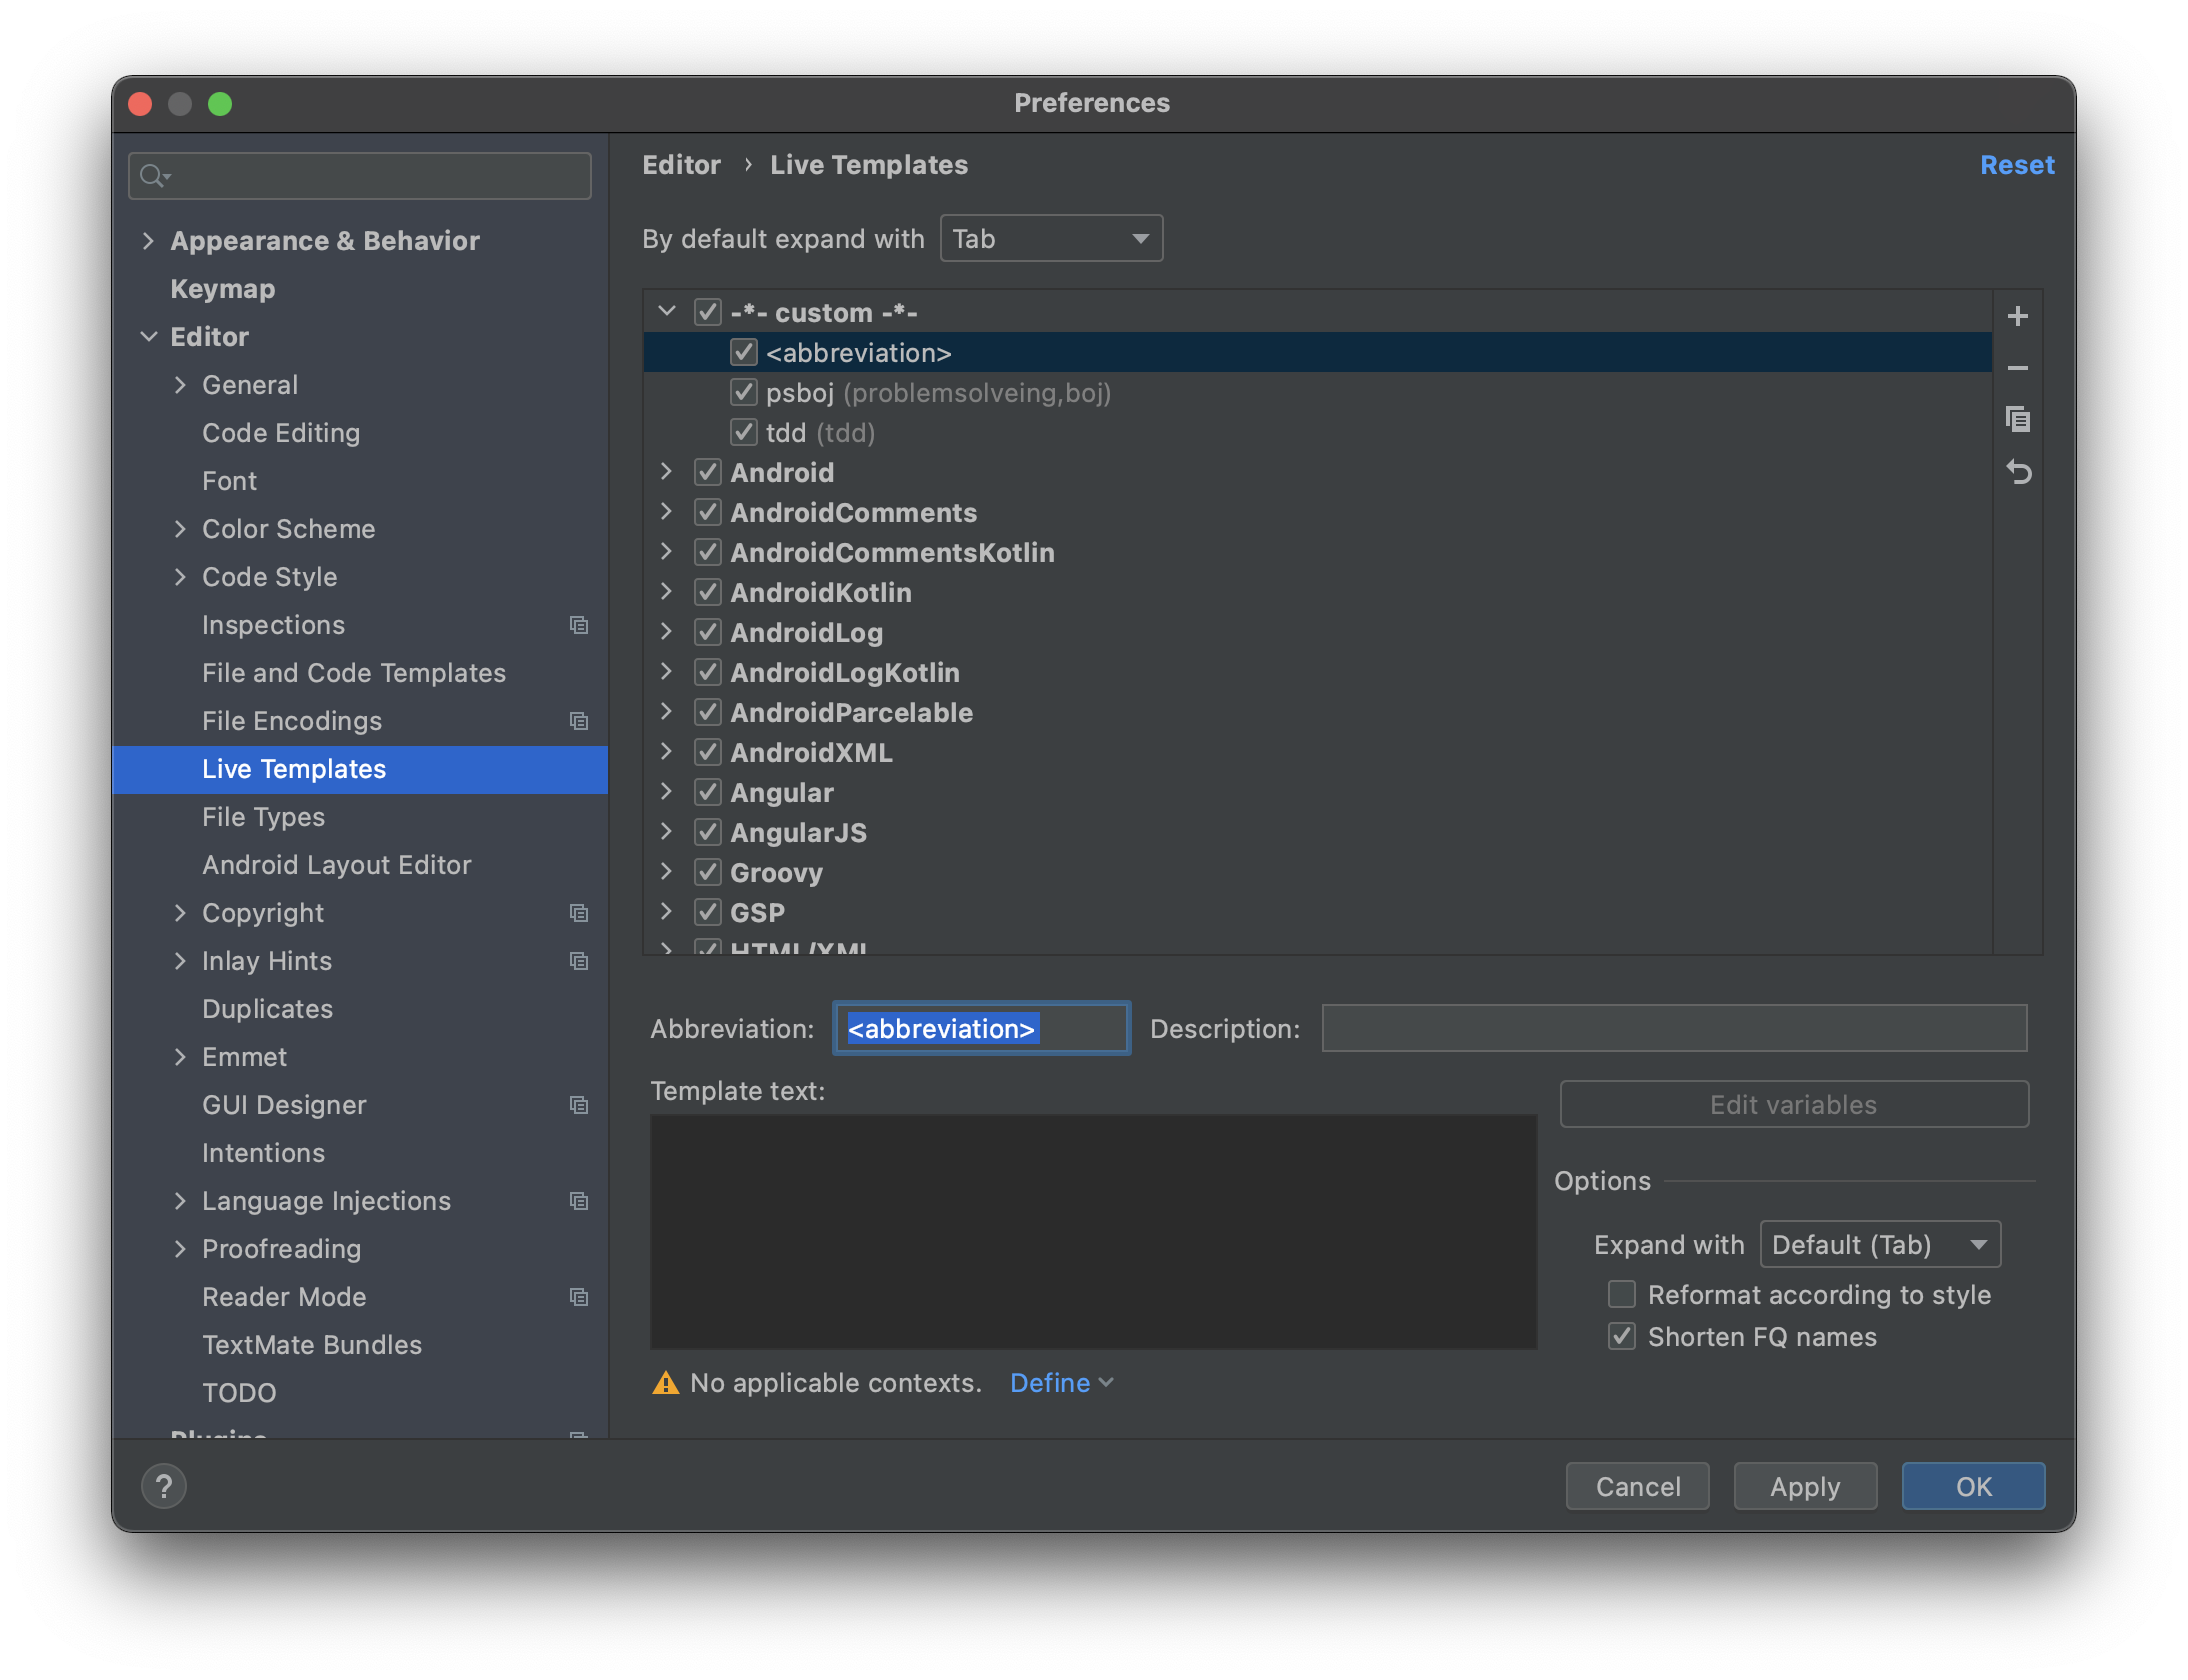 Preferences
Appearance & Behavior
Keymap
Editor
General
Code Editing
Font
Color Scheme
Code Style
Inspections
File and Code Templates
File Encodings
Live Templates
File Types
Android Layout Editor
Copyright
Inlay Hints
Duplicates
Emmet
GUI Designer
Intentions
Language Injections
Proofreading
Reader Mode
TextMate Bundles
TODO
Plugins
Editor › Live Templates
Reset
By default expand with Tab
-*- custom -*-
<abbreviation>
psboj (problemsolveing,boj)
tdd (tdd)
Android
AndroidComments
AndroidCommentsKotlin
AndroidKotlin
AndroidLog
AndroidLogKotlin
AndroidParcelable
AndroidXML
Angular
AngularJS
Groovy
GSP
HTML/XML
Abbreviation: <abbreviation> Description:
Template text:
Edit variables
Options
Expand with Default (Tab)
Reformat according to style
Shorten FQ names
No applicable contexts. Define
?
Cancel Apply OK